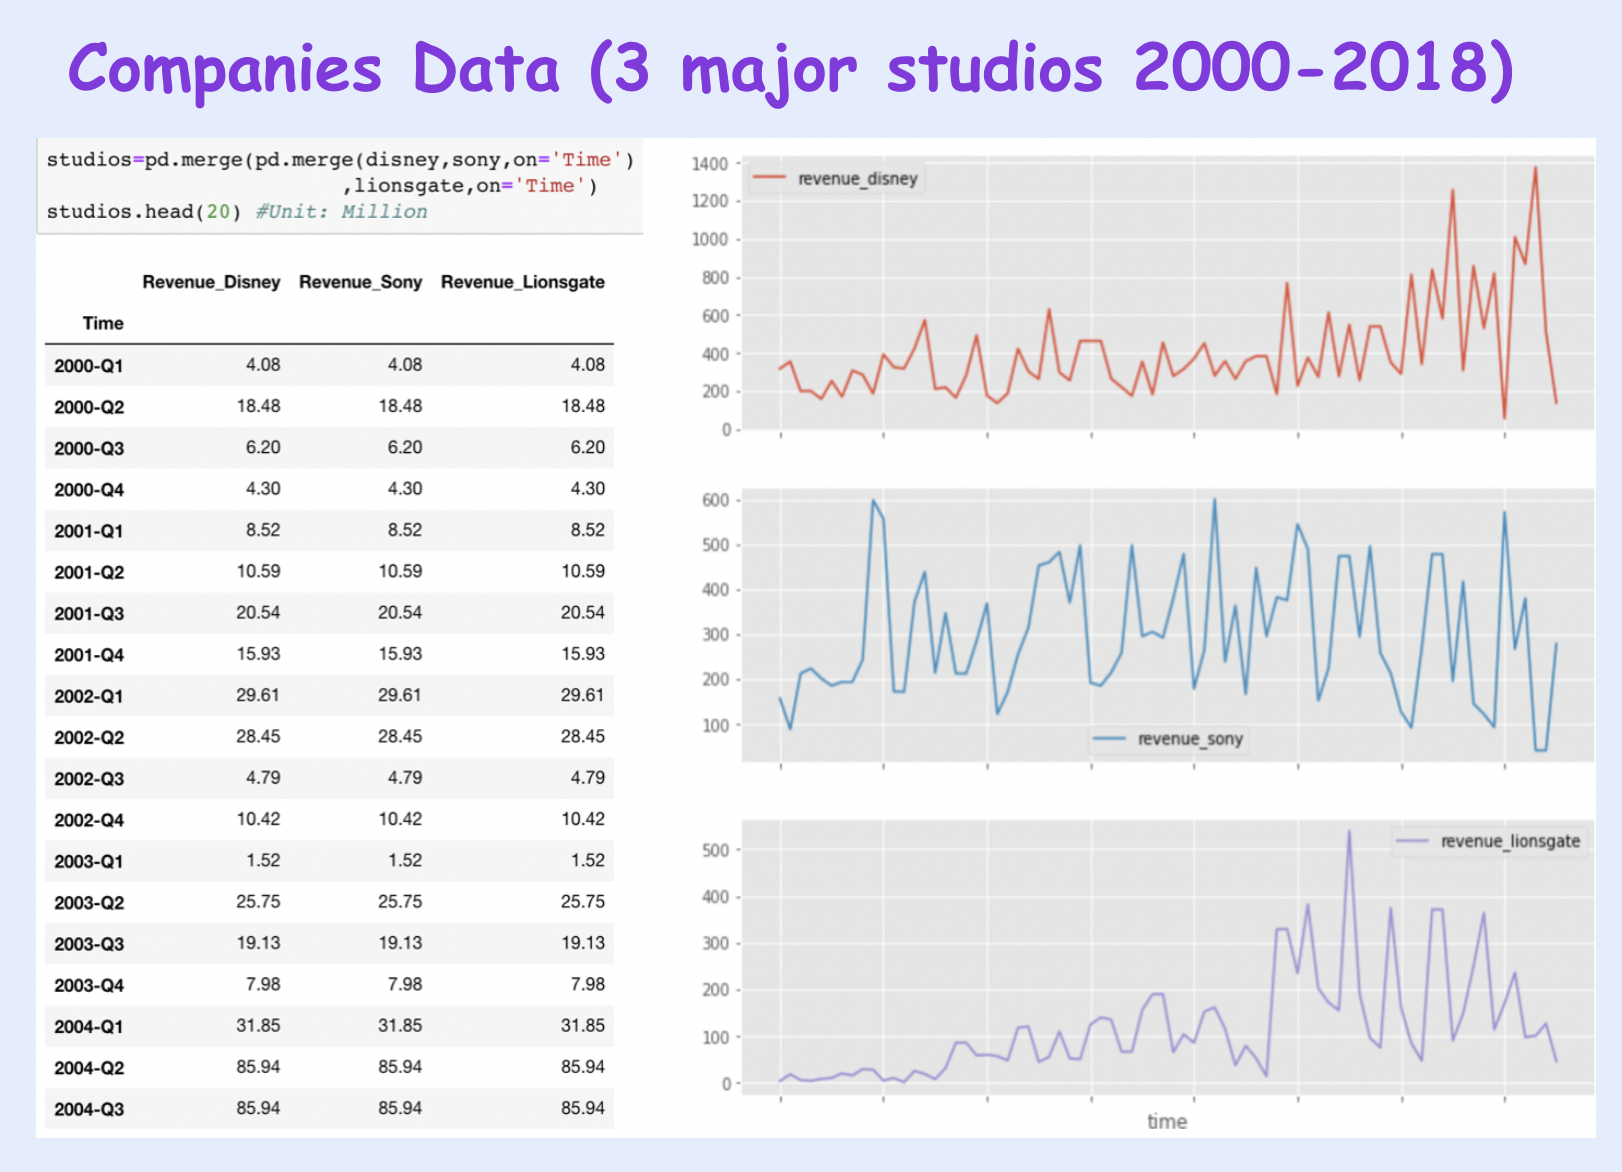 Companies Data (3 major studios 2000-2018)
studios=pd.merge(pd.merge(disney,sony,on='Time')
,lionsgate,on='Time')
studios.head(20) #Unit: Million
Revenue_Disney Revenue_Sony Revenue_Lionsgate
Time
2000-Q1 4.08 4.08 4.08
2000-Q2 18.48 18.48 18.48
2000-Q3 6.20 6.20 6.20
2000-Q4 4.30 4.30 4.30
2001-Q1 8.52 8.52 8.52
2001-Q2 10.59 10.59 10.59
2001-Q3 20.54 20.54 20.54
2001-Q4 15.93 15.93 15.93
2002-Q1 29.61 29.61 29.61
2002-Q2 28.45 28.45 28.45
2002-Q3 4.79 4.79 4.79
2002-Q4 10.42 10.42 10.42
2003-Q1 1.52 1.52 1.52
2003-Q2 25.75 25.75 25.75
2003-Q3 19.13 19.13 19.13
2003-Q4 7.98 7.98 7.98
2004-Q1 31.85 31.85 31.85
2004-Q2 85.94 85.94 85.94
2004-Q3 85.94 85.94 85.94
revenue_disney
1400
1200
1000
800
600
400
200
0
600
500
400
300
200
100
revenue_sony
revenue_lionsgate
500
400
300
200
100
0
time